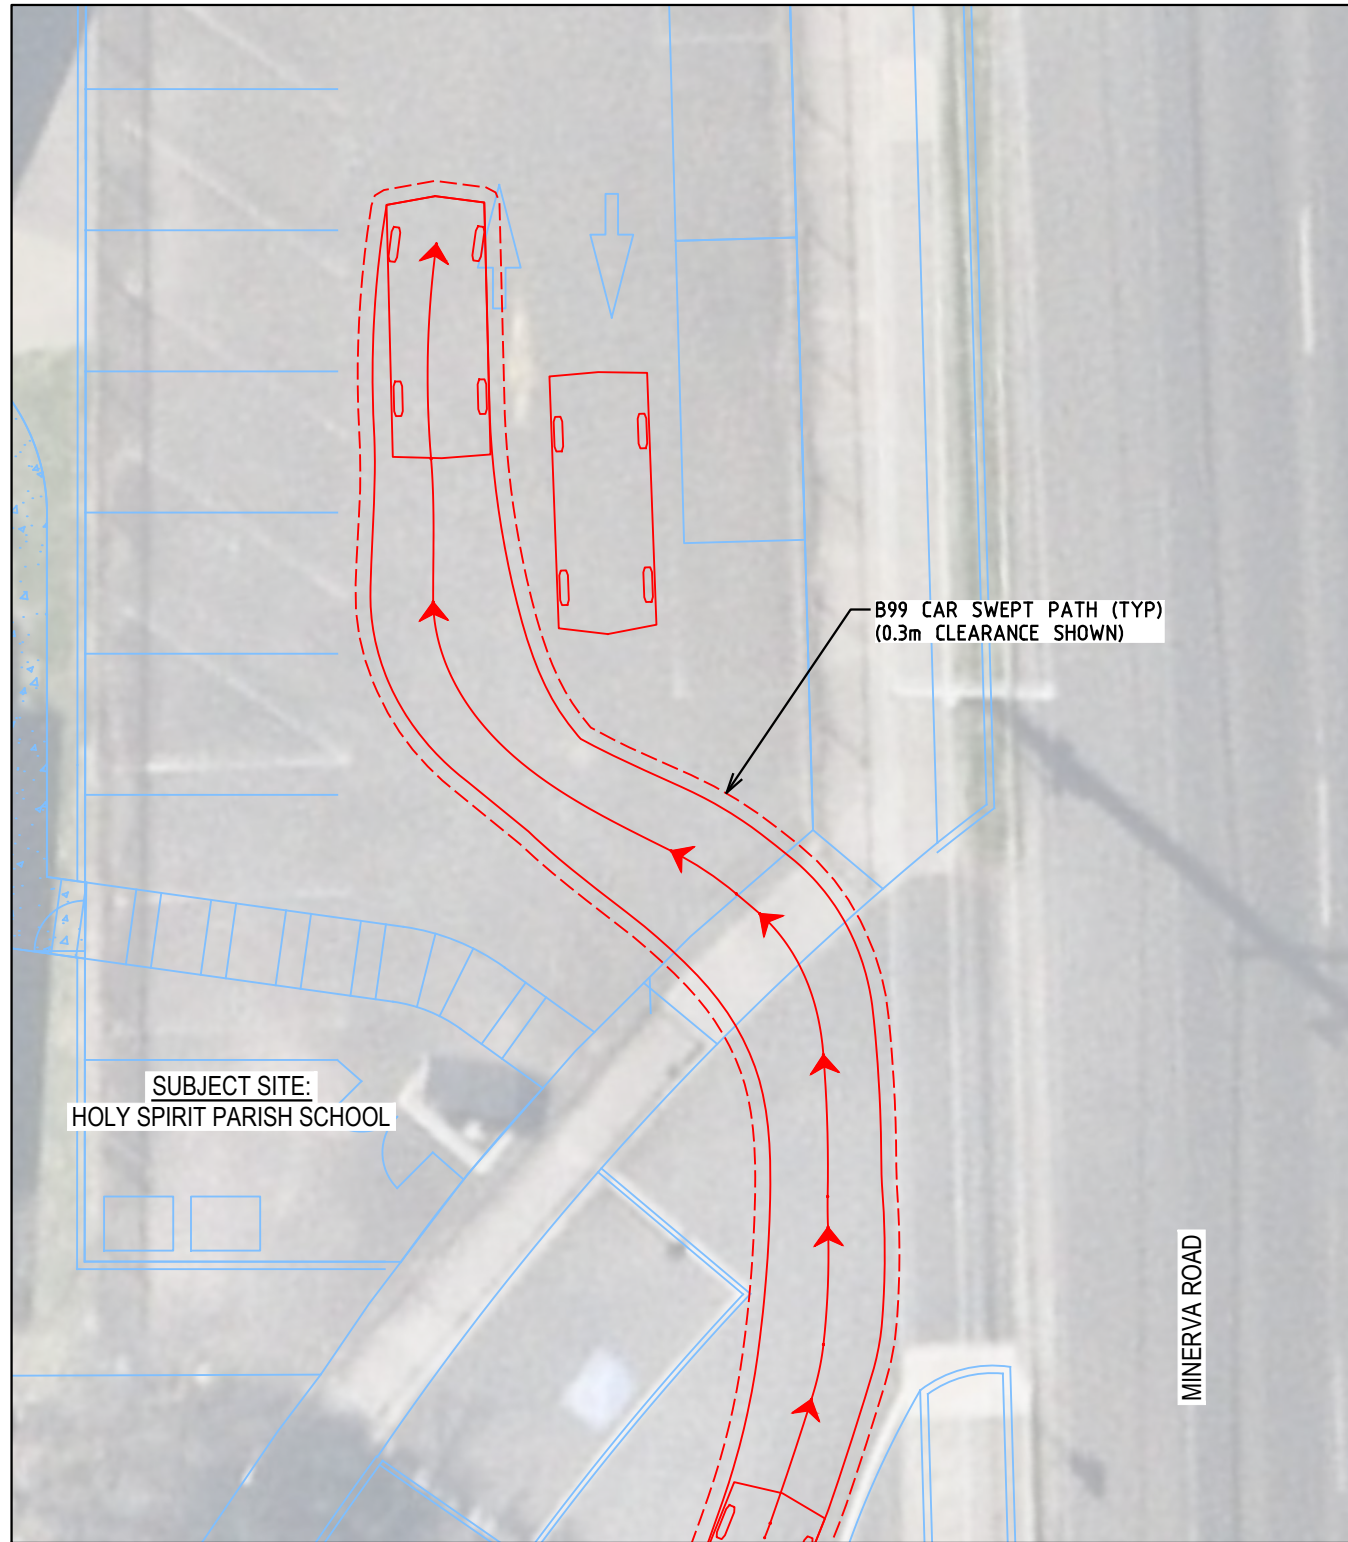 B99 CAR SWEPT PATH (TYP)
(0.3m CLEARANCE SHOWN)
SUBJECT SITE:
HOLY SPIRIT PARISH SCHOOL
MINERVA ROAD